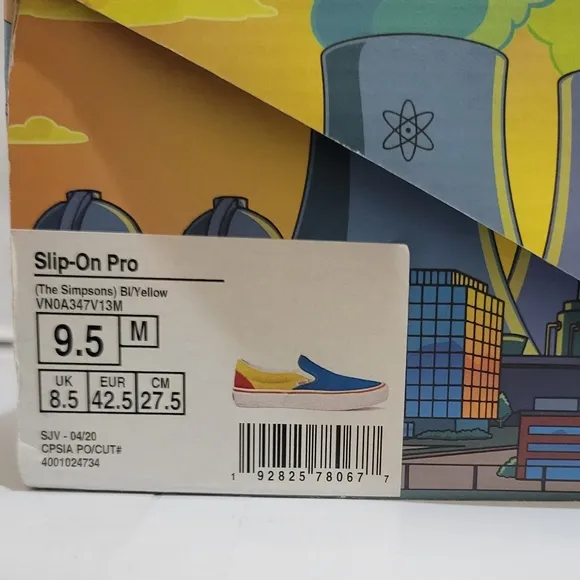 Slip-On Pro
(The Simpsons) Bl/Yellow
VN0A347V13M
9.5 M
UK EUR CM
8.5 42.5 27.5
SJV - 04/20
CPSIA PO/CUT#
4001024734
1 92825 78067 7